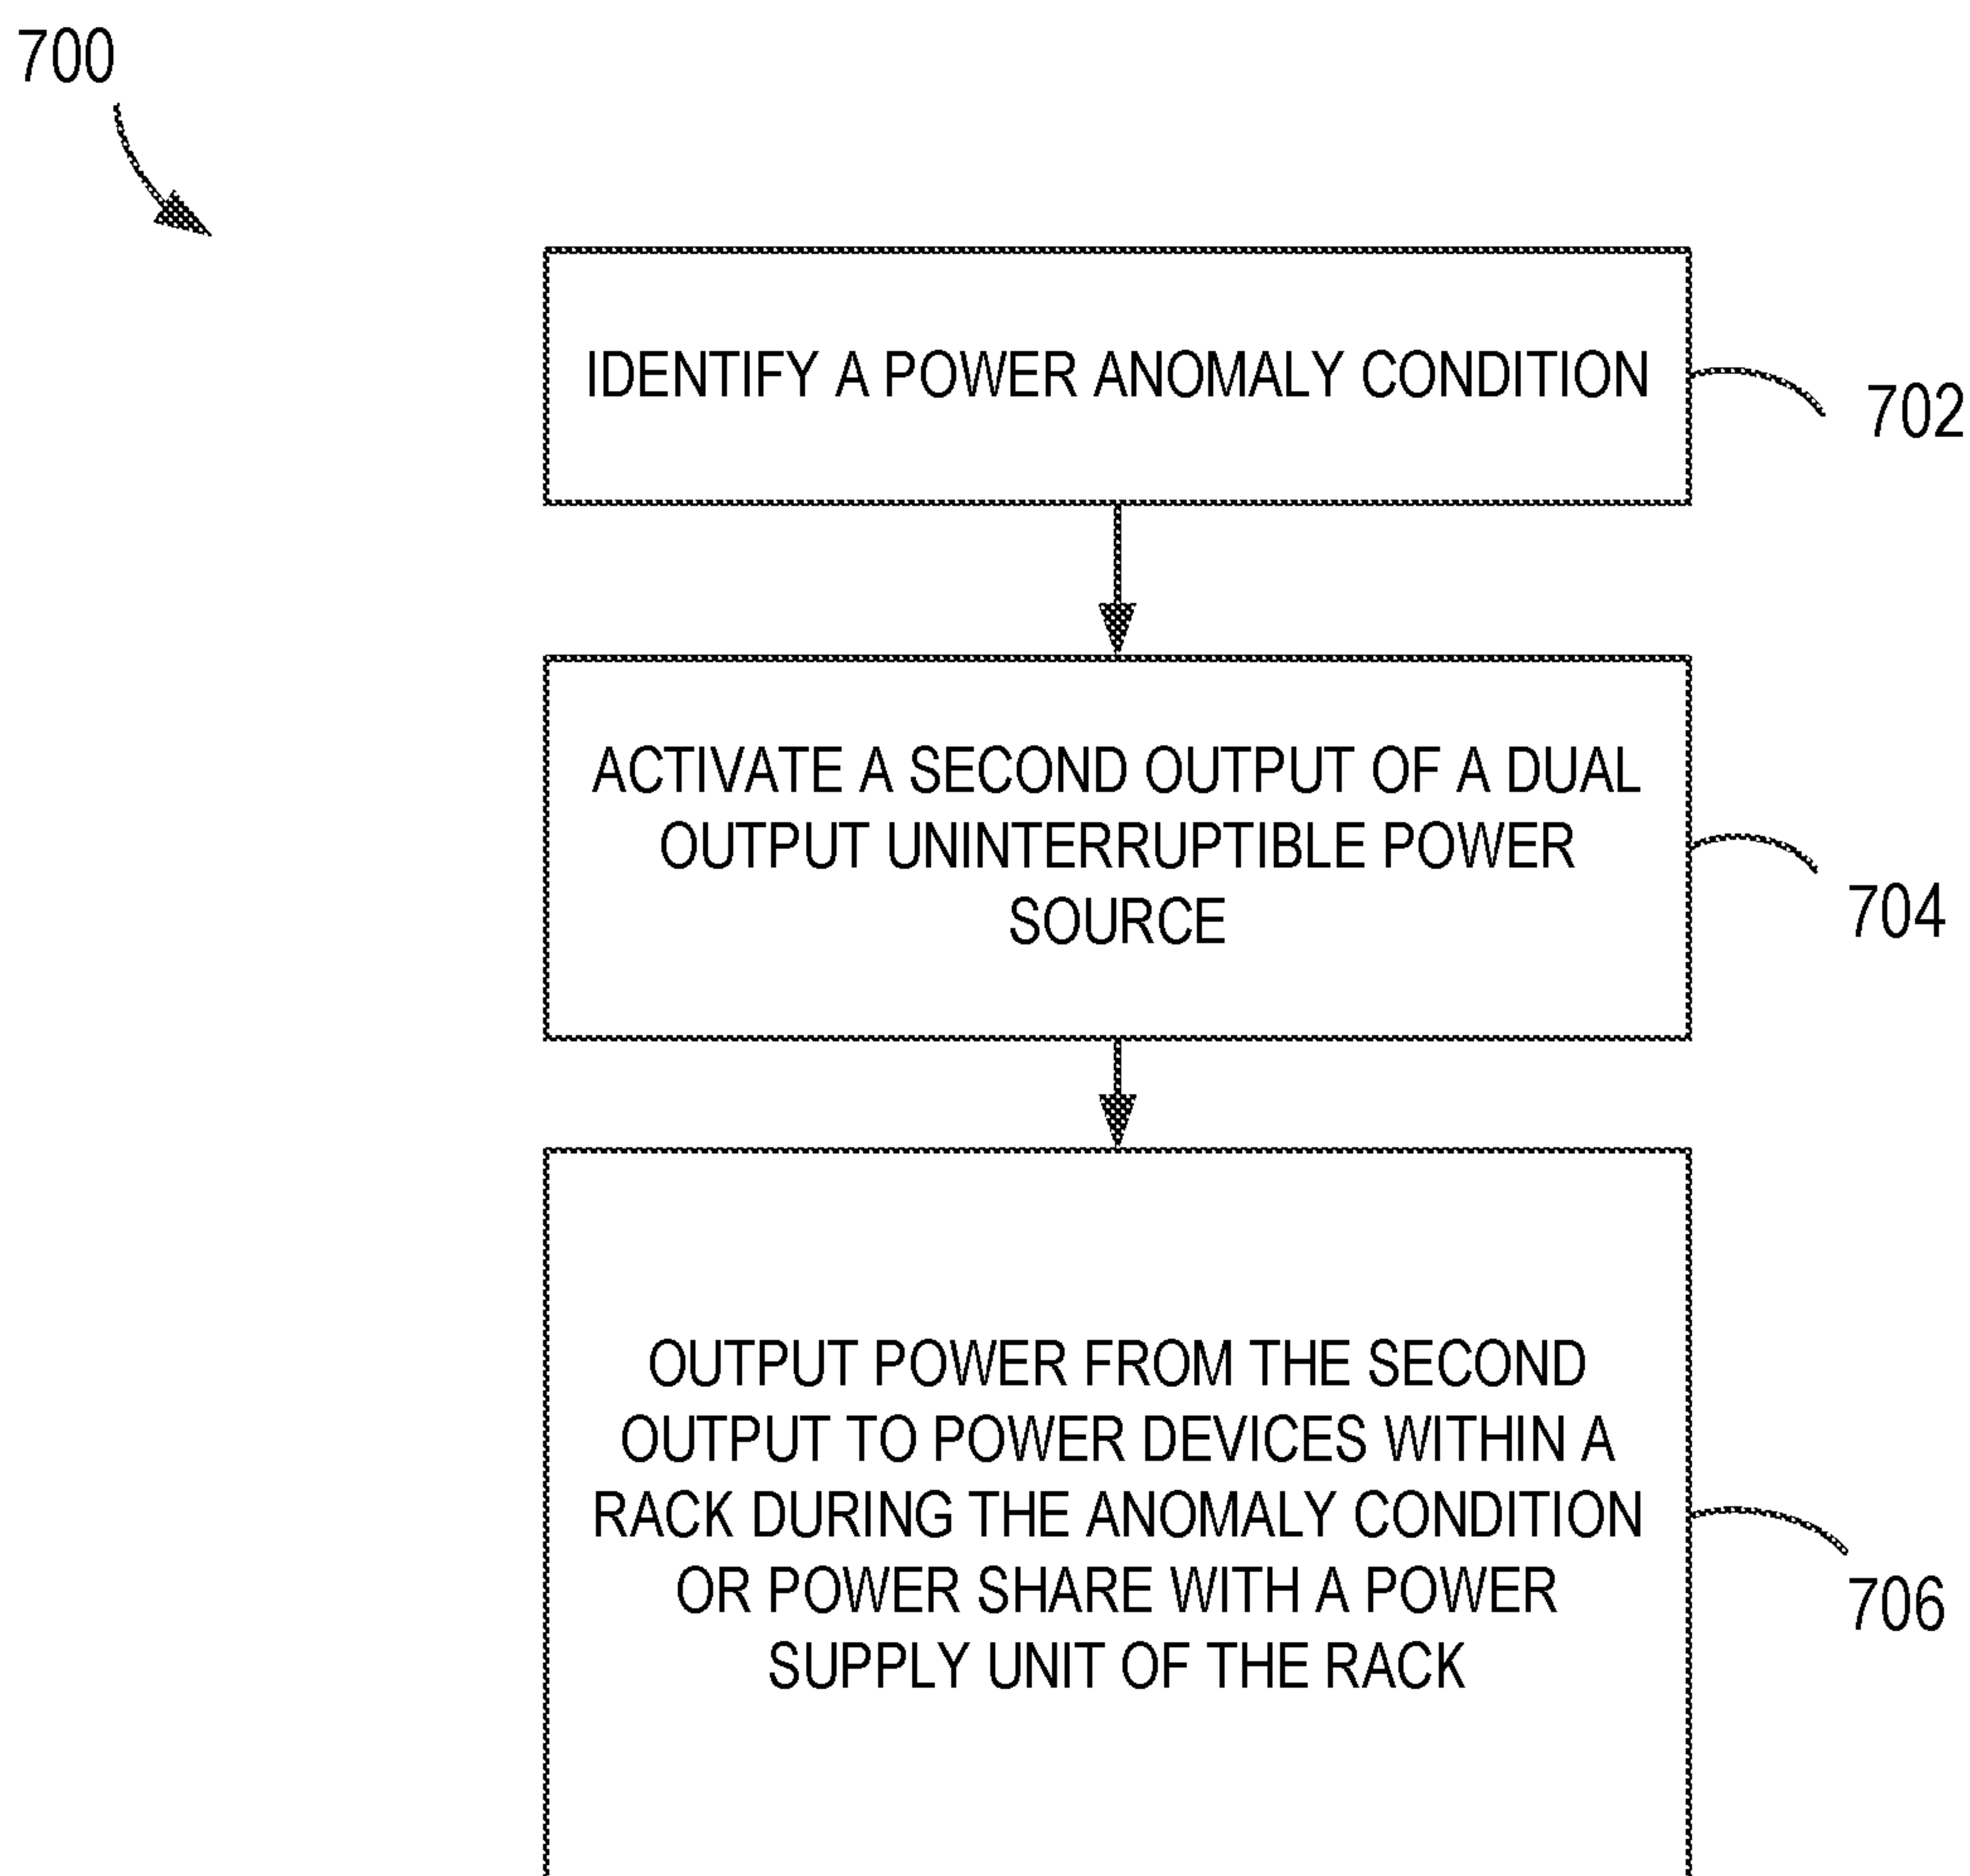 700
IDENTIFY A POWER ANOMALY CONDITION
702
ACTIVATE A SECOND OUTPUT OF A DUAL
OUTPUT UNINTERRUPTIBLE POWER
SOURCE
704
OUTPUT POWER FROM THE SECOND
OUTPUT TO POWER DEVICES WITHIN A
RACK DURING THE ANOMALY CONDITION
OR POWER SHARE WITH A POWER
SUPPLY UNIT OF THE RACK
706